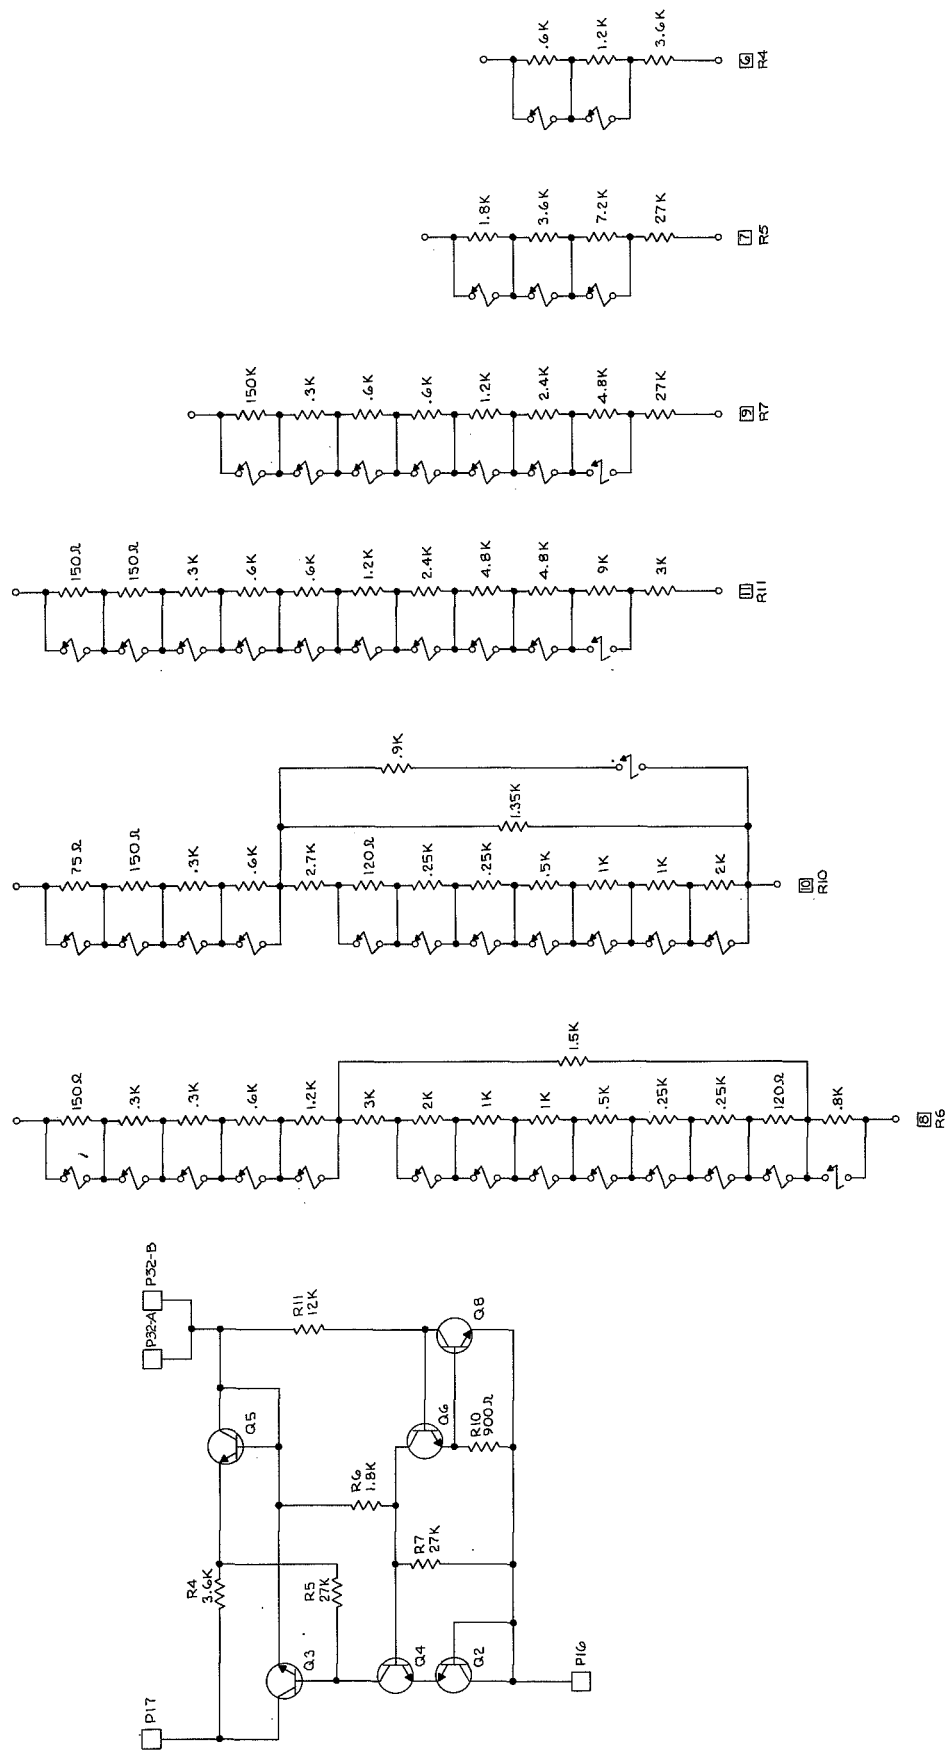 P17
P32-A
P32-B
R4
3.6K
Q5
R11
12K
R5
27K
Q3
R6
1.8K
Q4
R7
27K
Q6
Q8
R10
900Ω
Q2
P16
150Ω
.3K
.3K
.6K
1.2K
3K
2K
1K
1K
.5K
.25K
.25K
120Ω
.8K
1.5K
8
R6
75Ω
150Ω
.3K
.6K
2.7K
120Ω
.25K
.25K
.5K
1K
1K
2K
1.35K
.9K
10
R10
150Ω
150Ω
.3K
.6K
.6K
1.2K
2.4K
4.8K
4.8K
9K
3K
11
R11
150K
.3K
.6K
.6K
1.2K
2.4K
4.8K
27K
9
R7
1.8K
3.6K
7.2K
27K
7
R5
.6K
1.2K
3.6K
6
R4